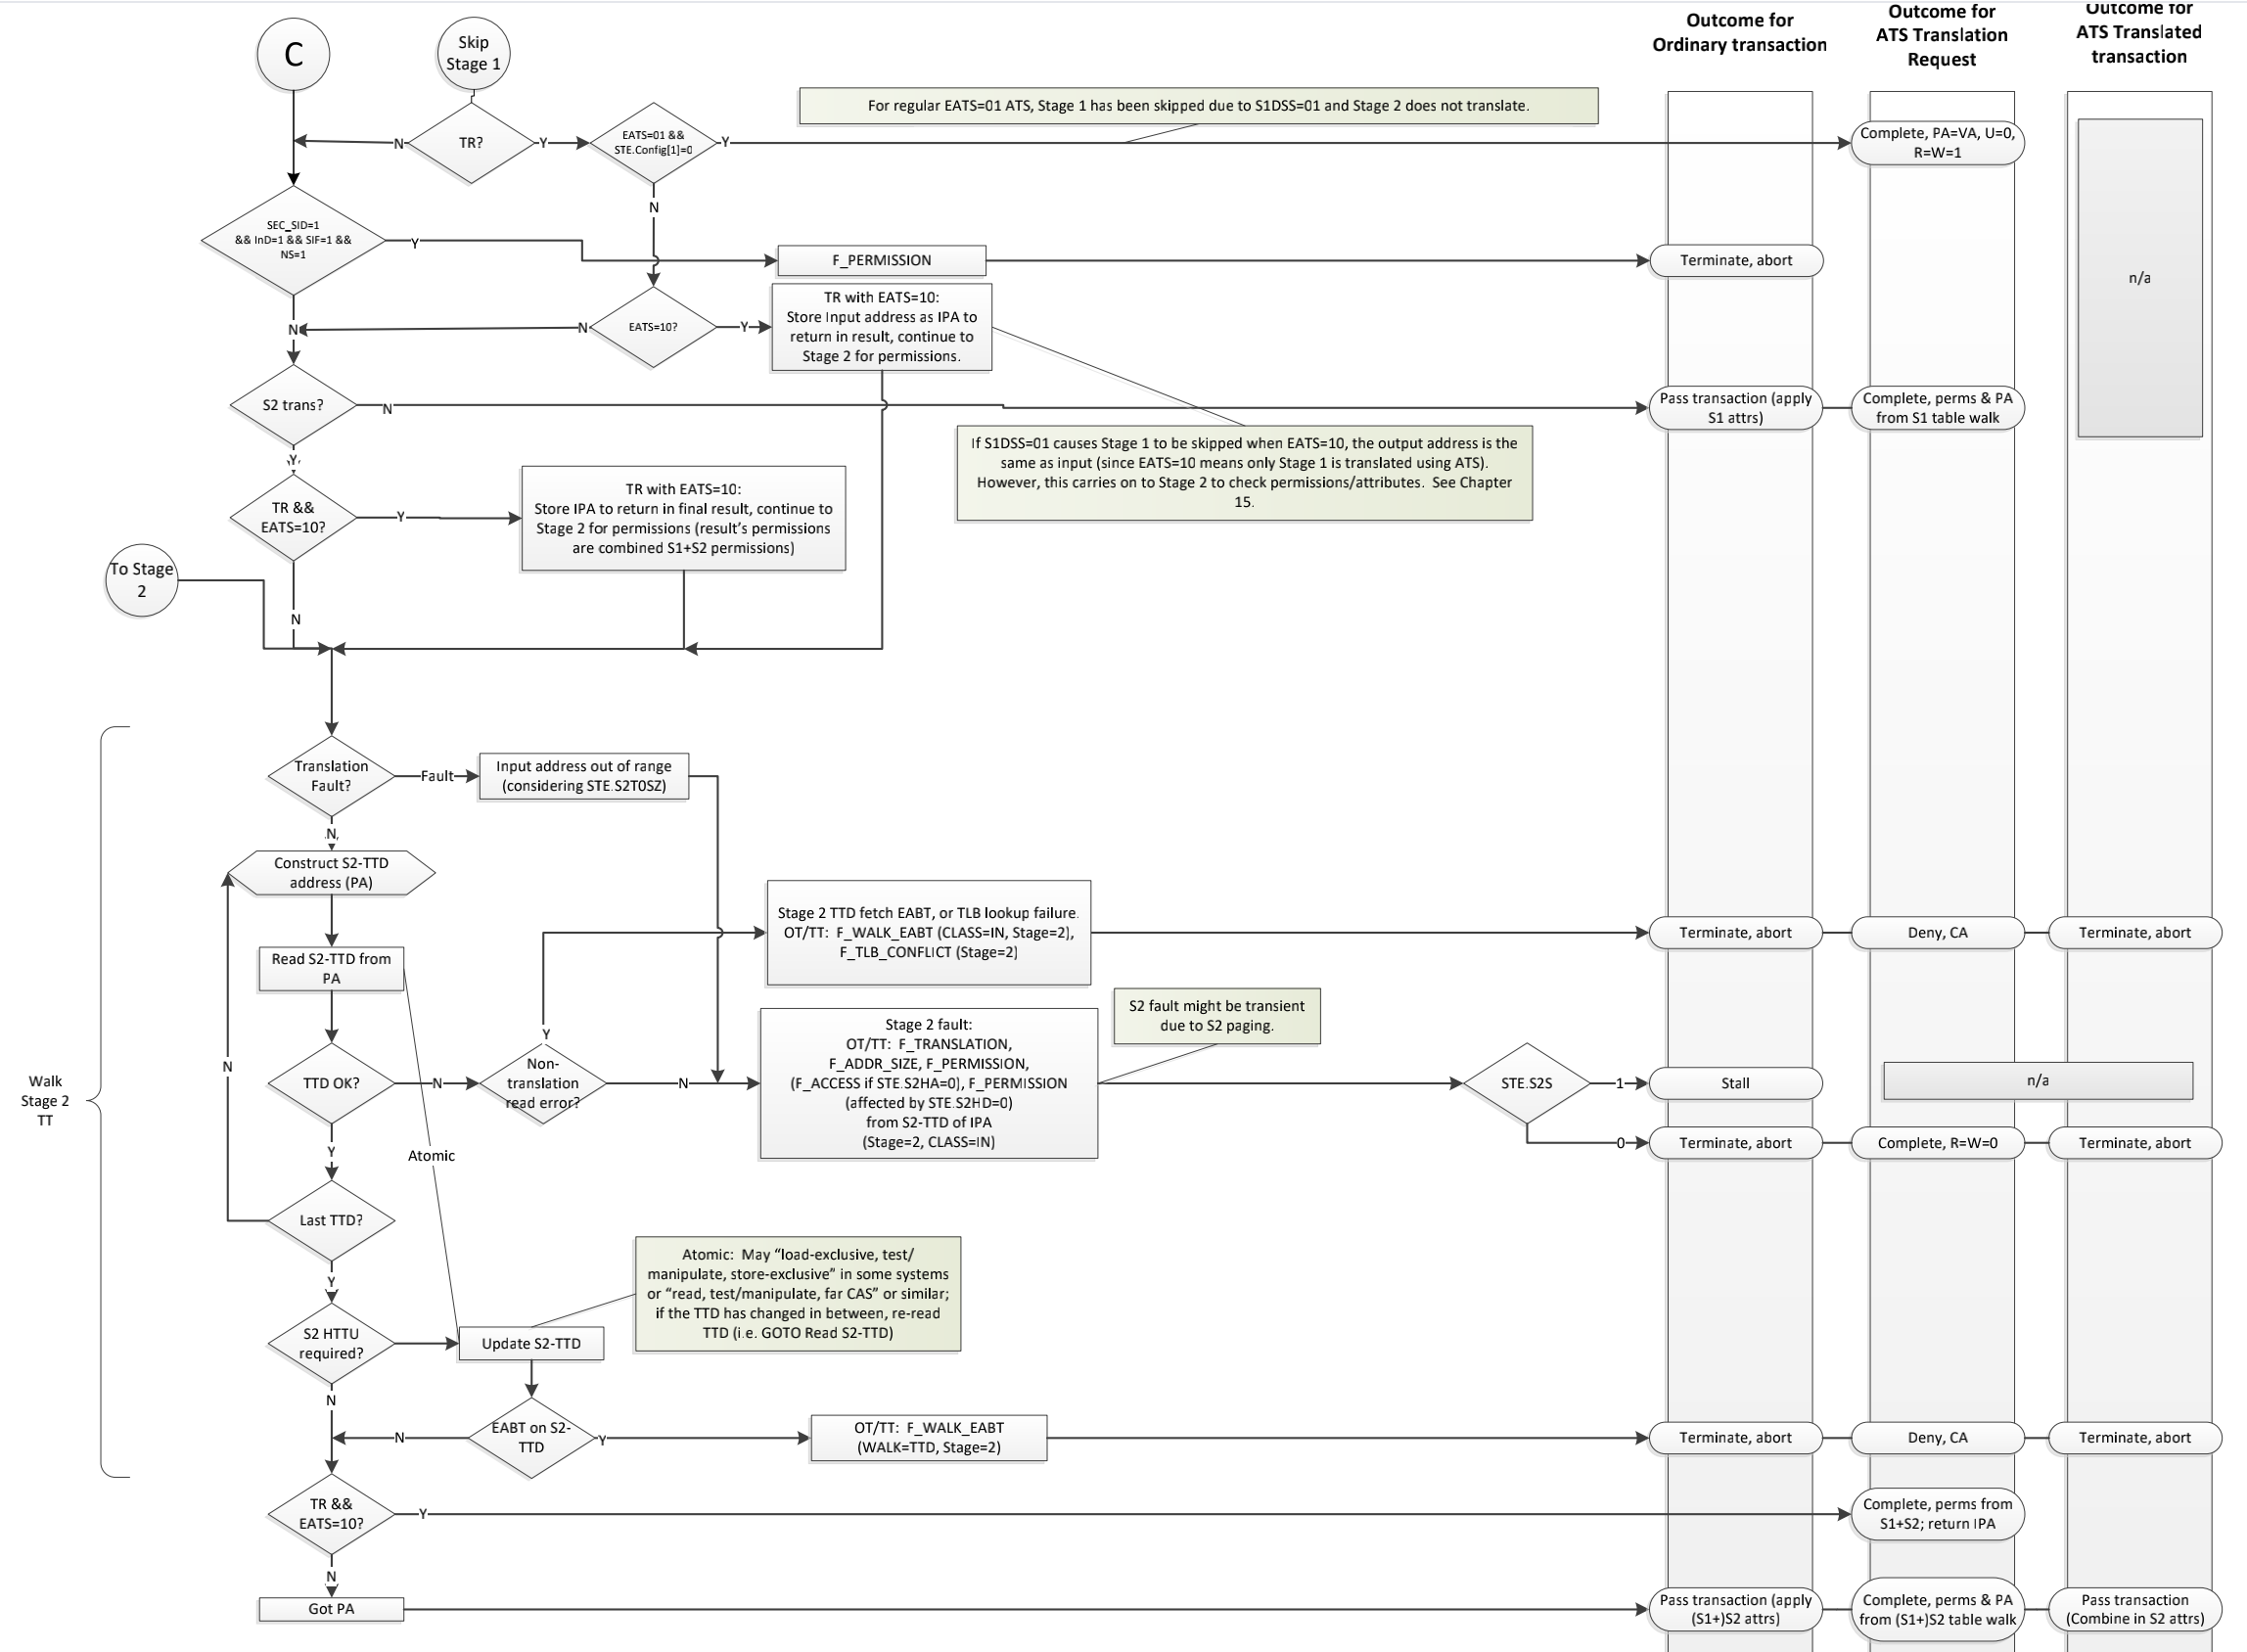 Outcome for
Ordinary transaction
Outcome for
ATS Translation
Request
Outcome for
ATS Translated
transaction
C
Skip
Stage 1
For regular EATS=01 ATS, Stage 1 has been skipped due to S1DSS=01 and Stage 2 does not translate.
TR?
N
Y
EATS=01 &&
STE.Config[1]=0
Y
Complete, PA=VA, U=0,
R=W=1
N
SEC_SID=1
&& InD=1 && SIF=1 &&
NS=1
Y
F_PERMISSION
Terminate, abort
n/a
N
EATS=10?
N
Y
TR with EATS=10:
Store Input address as IPA to
return in result, continue to
Stage 2 for permissions.
S2 trans?
N
Pass transaction (apply
S1 attrs)
Complete, perms & PA
from S1 table walk
Y
If S1DSS=01 causes Stage 1 to be skipped when EATS=10, the output address is the
same as input (since EATS=10 means only Stage 1 is translated using ATS).
However, this carries on to Stage 2 to check permissions/attributes. See Chapter
15.
TR &&
EATS=10?
Y
TR with EATS=10:
Store IPA to return in final result, continue to
Stage 2 for permissions (result's permissions
are combined S1+S2 permissions)
To Stage
2
N
Translation
Fault?
Fault
Input address out of range
(considering STE.S2T0SZ)
N
Construct S2-TTD
address (PA)
Stage 2 TTD fetch EABT, or TLB lookup failure.
OT/TT: F_WALK_EABT (CLASS=IN, Stage=2),
F_TLB_CONFLICT (Stage=2)
Terminate, abort
Deny, CA
Terminate, abort
Read S2-TTD from
PA
S2 fault might be transient
due to S2 paging.
Y
N
TTD OK?
N
Non-
translation
read error?
N
Stage 2 fault:
OT/TT: F_TRANSLATION,
F_ADDR_SIZE, F_PERMISSION,
(F_ACCESS if STE.S2HA=0), F_PERMISSION
(affected by STE.S2HD=0)
from S2-TTD of IPA
(Stage=2, CLASS=IN)
STE.S2S
1
Stall
n/a
0
Terminate, abort
Complete, R=W=0
Terminate, abort
Walk
Stage 2
TT
Y
Atomic
Last TTD?
Y
Atomic: May "load-exclusive, test/
manipulate, store-exclusive" in some systems
or "read, test/manipulate, far CAS" or similar;
if the TTD has changed in between, re-read
TTD (i.e. GOTO Read S2-TTD)
S2 HTTU
required?
Update S2-TTD
N
EABT on S2-
TTD
N
Y
OT/TT: F_WALK_EABT
(WALK=TTD, Stage=2)
Terminate, abort
Deny, CA
Terminate, abort
TR &&
EATS=10?
Y
Complete, perms from
S1+S2; return IPA
N
Got PA
Pass transaction (apply
(S1+)S2 attrs)
Complete, perms & PA
from (S1+)S2 table walk
Pass transaction
(Combine in S2 attrs)